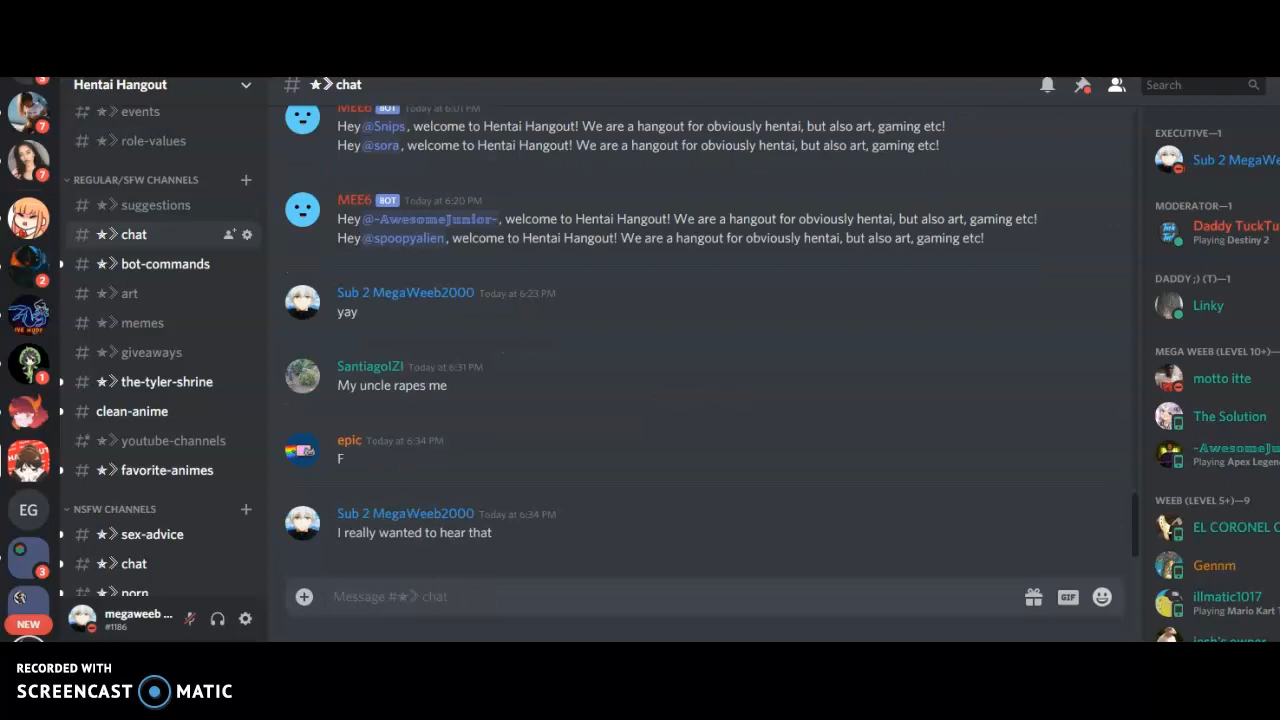 3
Hentai Hangout
# ★> chat
Search
# ★> events
# ★> role-values
REGULAR/SFW CHANNELS
# ★> suggestions
# ★> chat
# ★> bot-commands
# ★> art
# ★> memes
# ★> giveaways
# ★> the-tyler-shrine
clean-anime
# ★> youtube-channels
# ★> favorite-animes
NSFW CHANNELS
# ★> sex-advice
# ★> chat
# ★> porn
7
7
2
1
EG
3
NEW
megaweeb ...
#1186
MEE6 BOT Today at 6:01 PM
Hey @Snips, welcome to Hentai Hangout! We are a hangout for obviously hentai, but also art, gaming etc!
Hey @sora, welcome to Hentai Hangout! We are a hangout for obviously hentai, but also art, gaming etc!
MEE6 BOT Today at 6:20 PM
Hey @-AwesomeJunior-, welcome to Hentai Hangout! We are a hangout for obviously hentai, but also art, gaming etc!
Hey @spoopyalien, welcome to Hentai Hangout! We are a hangout for obviously hentai, but also art, gaming etc!
Sub 2 MegaWeeb2000 Today at 6:23 PM
yay
SantiagoIZI Today at 6:31 PM
My uncle rapes me
epic Today at 6:34 PM
F
Sub 2 MegaWeeb2000 Today at 6:34 PM
I really wanted to hear that
Message #★> chat
GIF
EXECUTIVE—1
Sub 2 MegaWe
MODERATOR—1
Daddy TuckTu
Playing Destiny 2
DADDY ;) (T)—1
Linky
MEGA WEEB (LEVEL 10+)—
motto itte
The Solution
-AwesomeJu
Playing Apex Legen
WEEB (LEVEL 5+)—9
EL CORONEL C
Gennm
illmatic1017
Playing Mario Kart T
josh's owner
RECORDED WITH
SCREENCAST MATIC